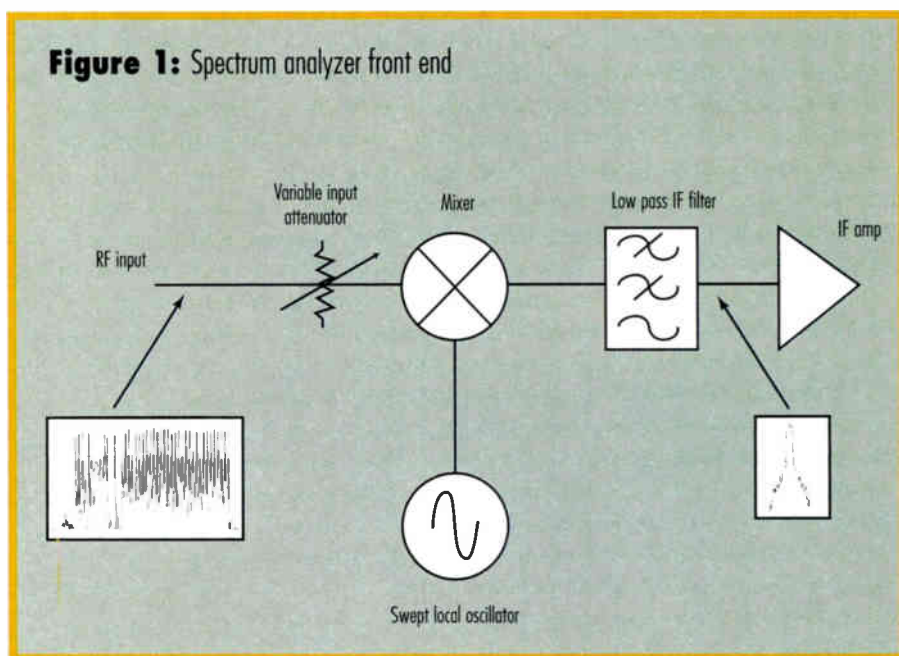 Figure 1: Spectrum analyzer front end
Variable input
attenuator
Mixer
Low pass IF filter
IF amp
RF input
Swept local oscillator